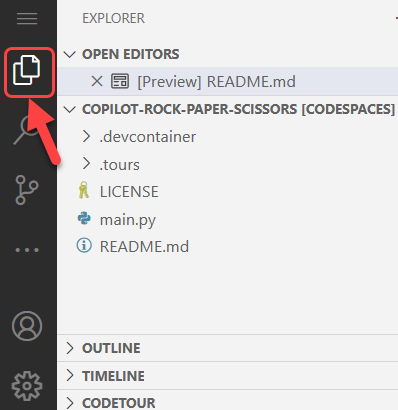 EXPLORER
OPEN EDITORS
[Preview] README.md
COPILOT-ROCK-PAPER-SCISSORS [CODESPACES]
.devcontainer
.tours
LICENSE
main.py
README.md
OUTLINE
TIMELINE
CODETOUR